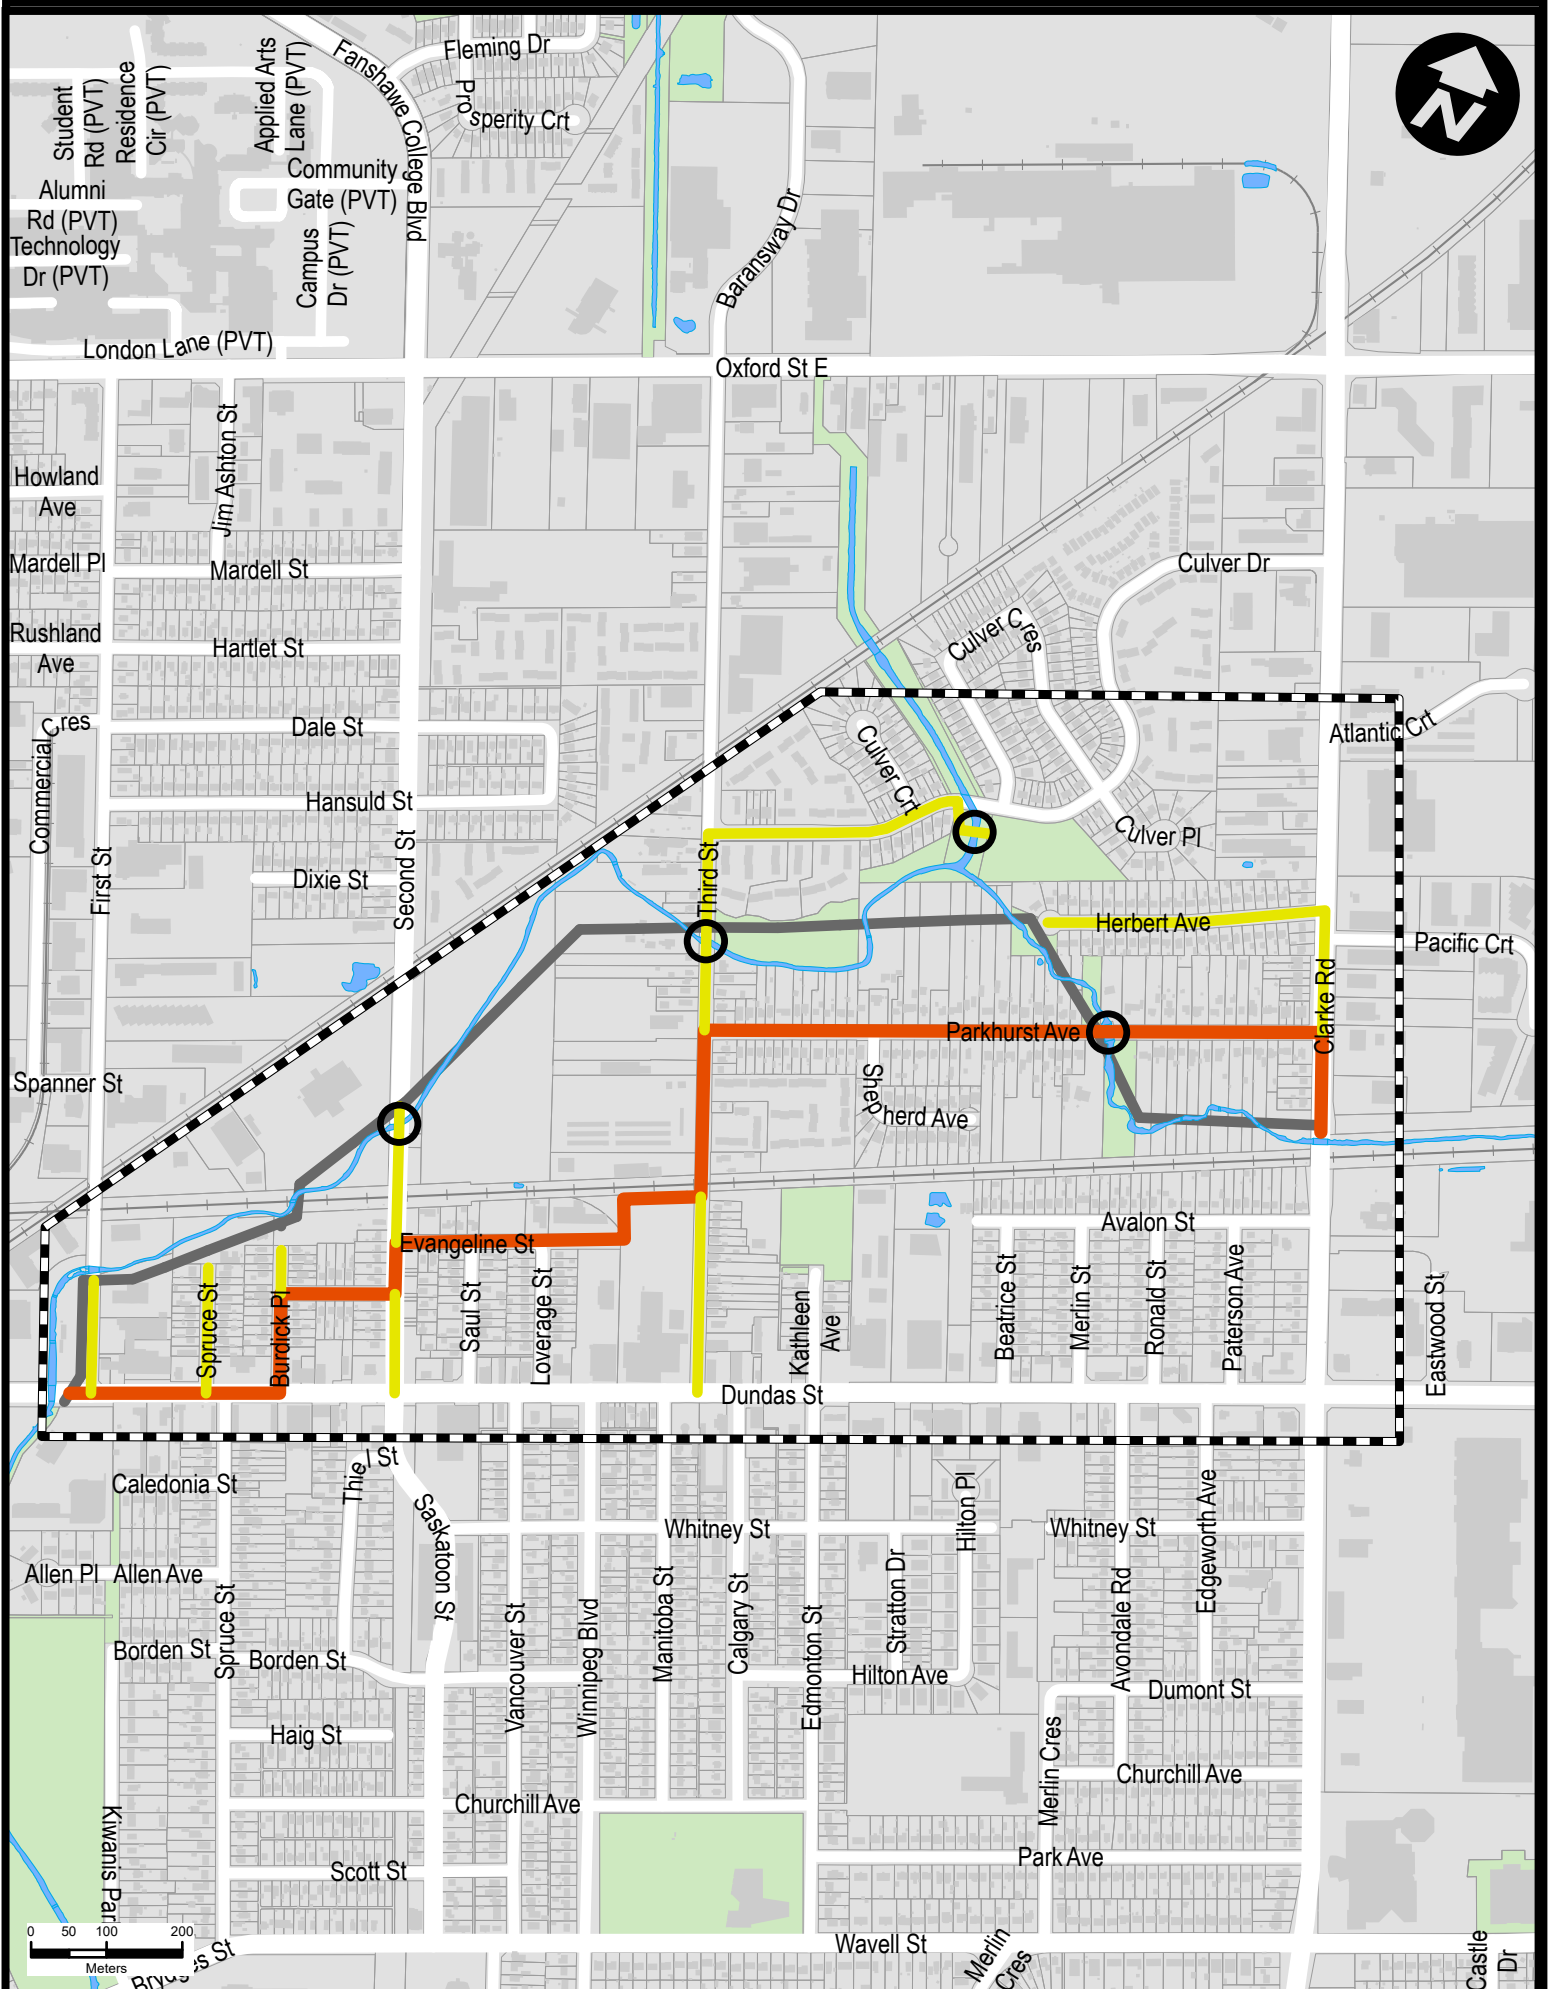 Fleming Dr
Fanshawe College Blvd
Prosperity Crt
Student
Rd (PVT)
Residence
Cir (PVT)
Applied Arts
Lane (PVT)
Community
Gate (PVT)
Alumni
Rd (PVT)
Technology
Dr (PVT)
Campus
Dr (PVT)
Baransway Dr
N
London Lane (PVT)
Oxford St E
Howland
Ave
Jim Ashton St
Mardell Pl
Mardell St
Culver Dr
Rushland
Ave
Hartlet St
Culver Cres
Commercial Cres
Dale St
Culver Crt
Atlantic Crt
Hansuld St
Culver Pl
First St
Dixie St
Second St
Third St
Herbert Ave
Pacific Crt
Clarke Rd
Parkhurst Ave
Spanner St
Shepherd Ave
Evangeline St
Avalon St
Spruce St
Burdick Pl
Saul St
Loverage St
Kathleen
Ave
Beatrice St
Merlin St
Ronald St
Paterson Ave
Eastwood St
Dundas St
Caledonia St
Thiel St
Saskatoon St
Whitney St
Hilton Pl
Whitney St
Edgeworth Ave
Allen Pl
Allen Ave
Spruce St
Borden St
Borden St
Vancouver St
Winnipeg Blvd
Manitoba St
Calgary St
Edmonton St
Stratton Dr
Hilton Ave
Avondale Rd
Dumont St
Haig St
Merlin Cres
Churchill Ave
Churchill Ave
Kiwanis Par
Scott St
Park Ave
Wavell St
Merlin
Cres
Castle
Dr
Brydges St
0 50 100 200
Meters